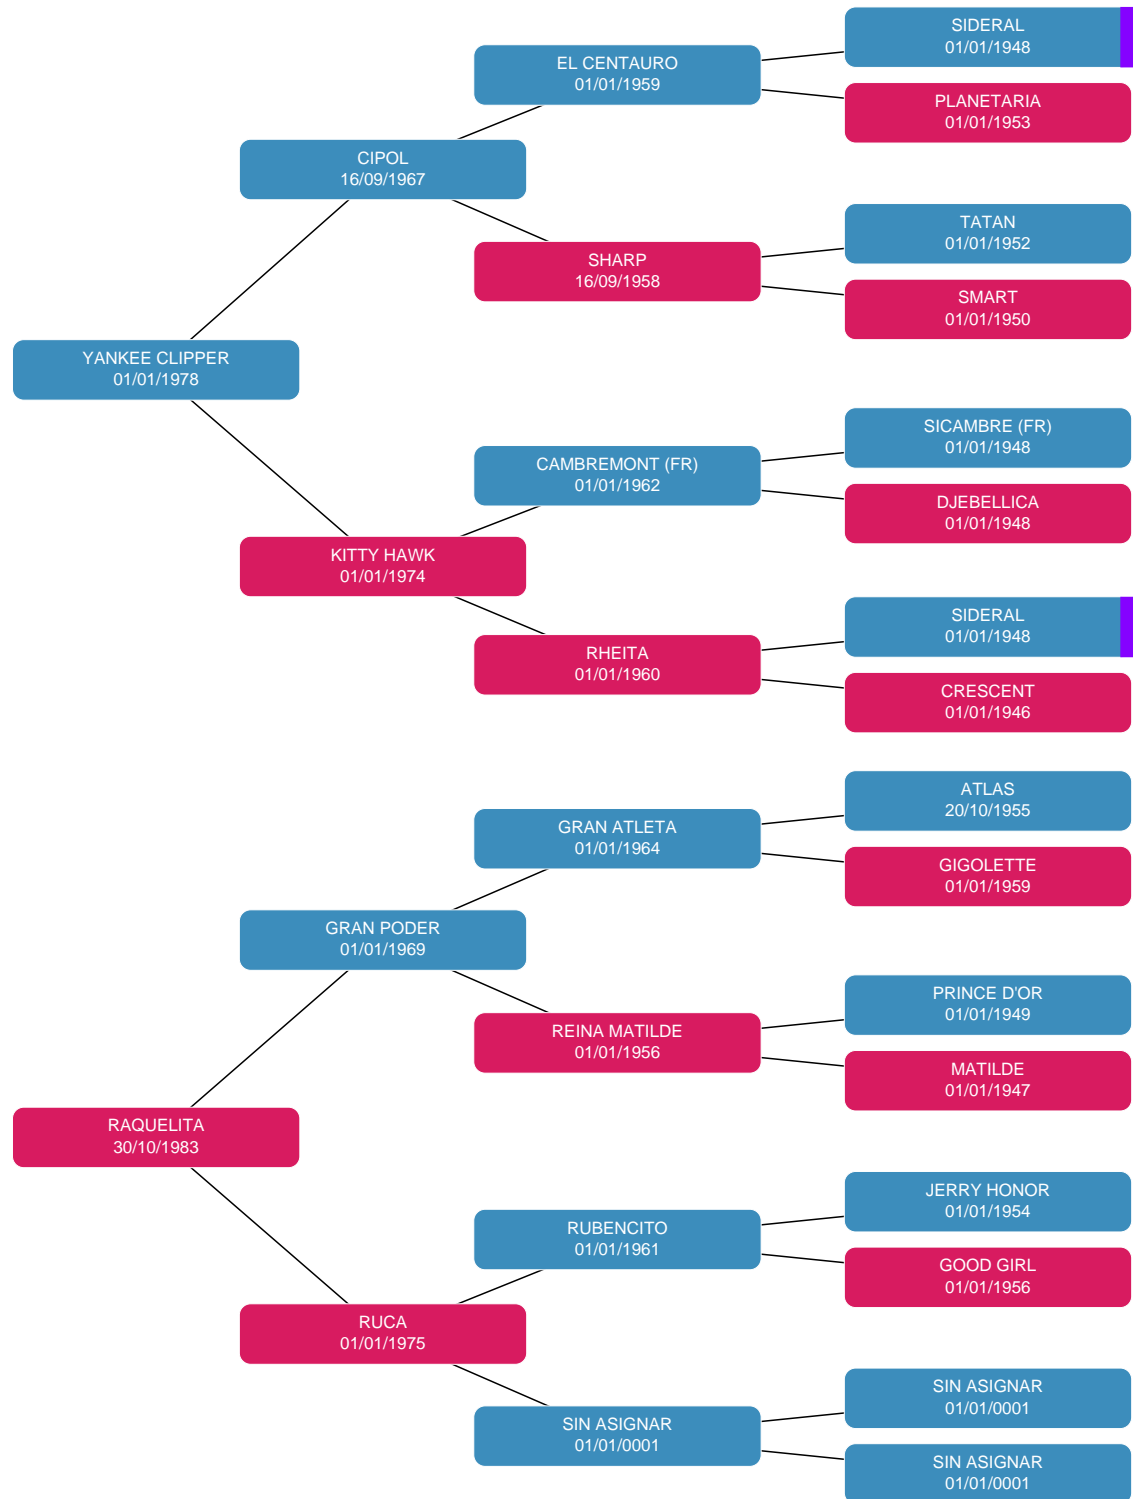 SIDERAL
01/01/1948
EL CENTAURO
01/01/1959
PLANETARIA
01/01/1953
CIPOL
16/09/1967
TATAN
01/01/1952
SHARP
16/09/1958
SMART
01/01/1950
YANKEE CLIPPER
01/01/1978
SICAMBRE (FR)
01/01/1948
CAMBREMONT (FR)
01/01/1962
DJEBELLICA
01/01/1948
KITTY HAWK
01/01/1974
SIDERAL
01/01/1948
RHEITA
01/01/1960
CRESCENT
01/01/1946
ATLAS
20/10/1955
GRAN ATLETA
01/01/1964
GIGOLETTE
01/01/1959
GRAN PODER
01/01/1969
PRINCE D'OR
01/01/1949
REINA MATILDE
01/01/1956
MATILDE
01/01/1947
RAQUELITA
30/10/1983
JERRY HONOR
01/01/1954
RUBENCITO
01/01/1961
GOOD GIRL
01/01/1956
RUCA
01/01/1975
SIN ASIGNAR
01/01/0001
SIN ASIGNAR
01/01/0001
SIN ASIGNAR
01/01/0001